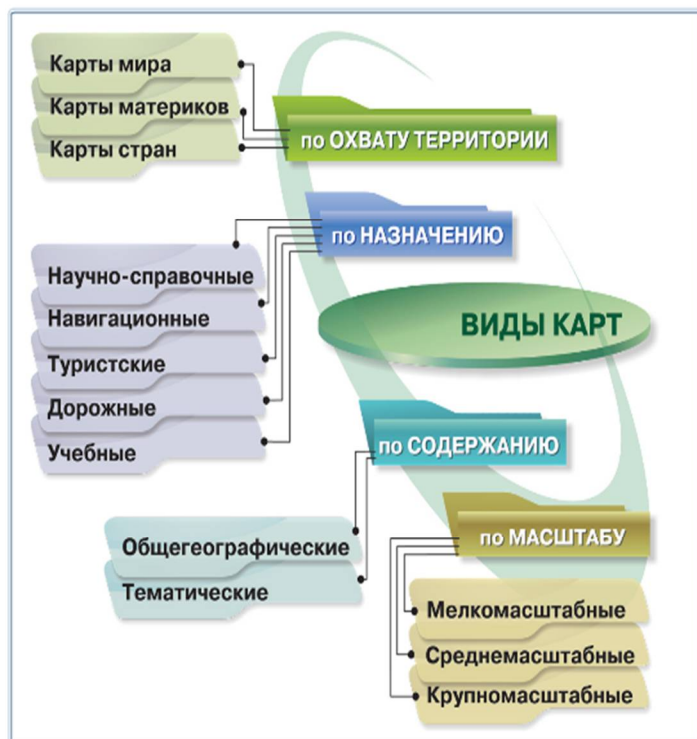 Карты мира
Карты материков
Карты стран
по ОХВАТУ ТЕРРИТОРИИ
по НАЗНАЧЕНИЮ
Научно-справочные
Навигационные
Туристские
Дорожные
Учебные
ВИДЫ КАРТ
по СОДЕРЖАНИЮ
Общегеографические
Тематические
по МАСШТАБУ
Мелкомасштабные
Среднемасштабные
Крупномасштабные